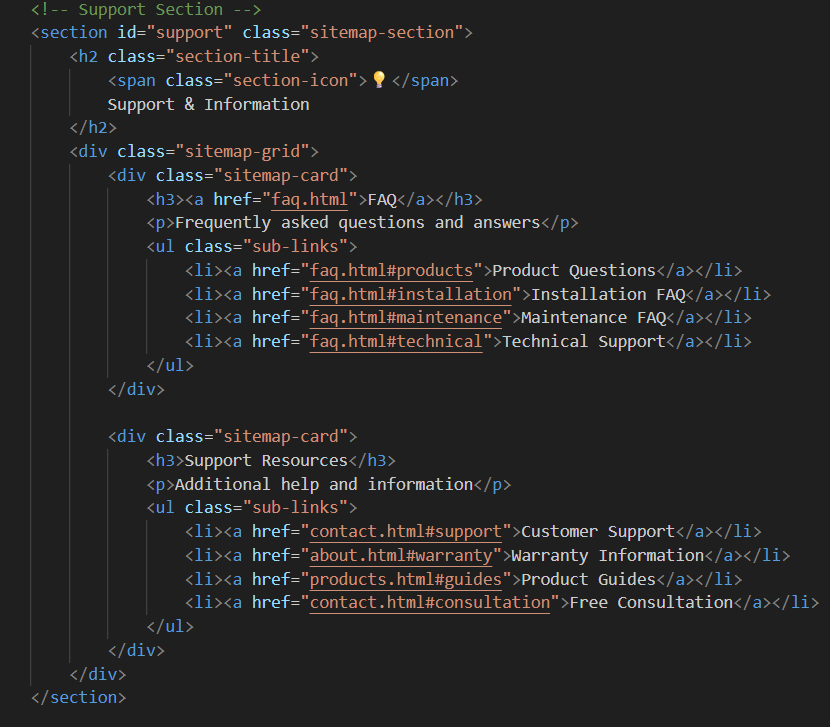 <!-- Support Section -->
<section id="support" class="sitemap-section">
    <h2 class="section-title">
        <span class="section-icon">💡</span>
        Support & Information
    </h2>
    <div class="sitemap-grid">
        <div class="sitemap-card">
            <h3><a href="faq.html">FAQ</a></h3>
            <p>Frequently asked questions and answers</p>
            <ul class="sub-links">
                <li><a href="faq.html#products">Product Questions</a></li>
                <li><a href="faq.html#installation">Installation FAQ</a></li>
                <li><a href="faq.html#maintenance">Maintenance FAQ</a></li>
                <li><a href="faq.html#technical">Technical Support</a></li>
            </ul>
        </div>

        <div class="sitemap-card">
            <h3>Support Resources</h3>
            <p>Additional help and information</p>
            <ul class="sub-links">
                <li><a href="contact.html#support">Customer Support</a></li>
                <li><a href="about.html#warranty">Warranty Information</a></li>
                <li><a href="products.html#guides">Product Guides</a></li>
                <li><a href="contact.html#consultation">Free Consultation</a></li>
            </ul>
        </div>
    </div>
</section>